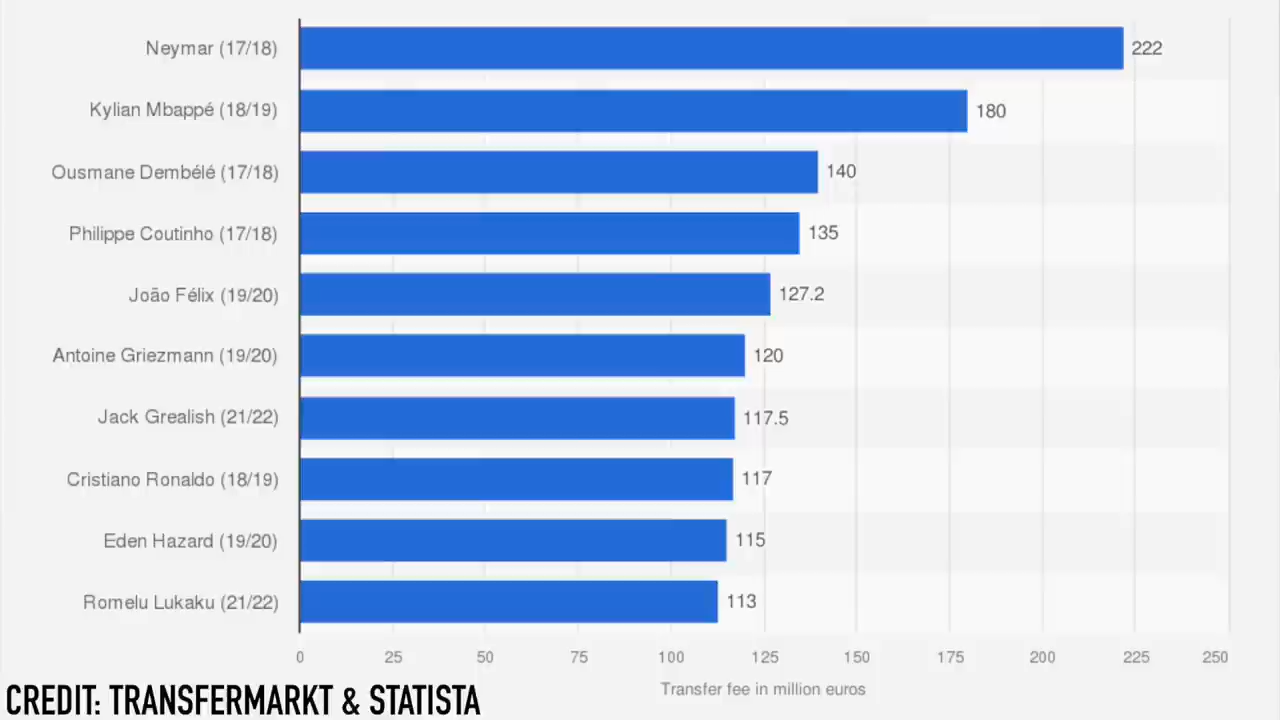 Neymar (17/18) 222
Kylian Mbappé (18/19) 180
Ousmane Dembélé (17/18) 140
Philippe Coutinho (17/18) 135
João Félix (19/20) 127.2
Antoine Griezmann (19/20) 120
Jack Grealish (21/22) 117.5
Cristiano Ronaldo (18/19) 117
Eden Hazard (19/20) 115
Romelu Lukaku (21/22) 113
0 25 50 75 100 125 150 175 200 225 250
Transfer fee in million euros
CREDIT: TRANSFERMARKT & STATISTA